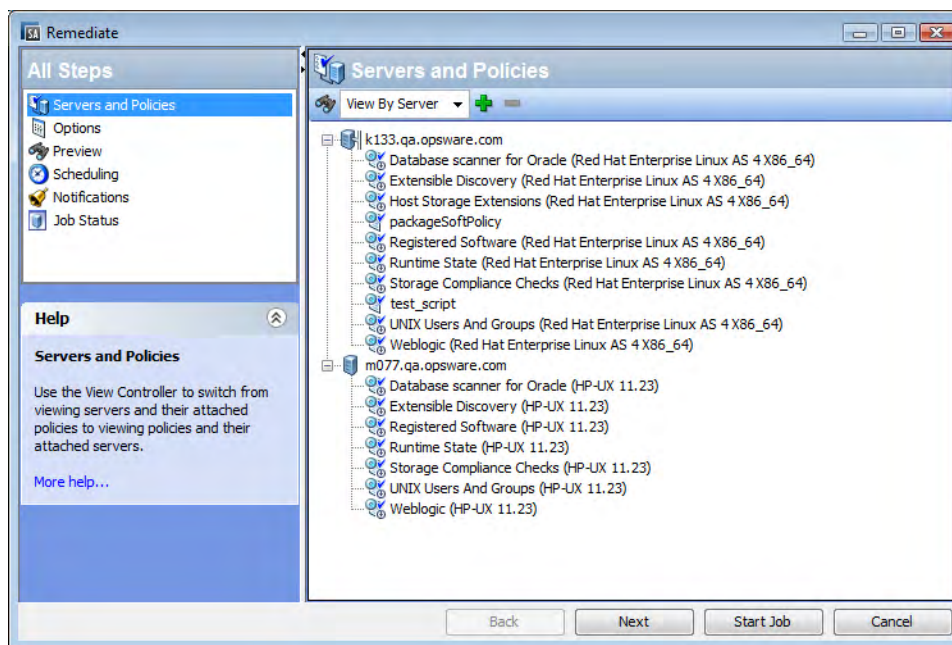 SA Remediate
All Steps
Servers and Policies
Options
Preview
Scheduling
Notifications
Job Status
Help
Servers and Policies
Use the View Controller to switch from
viewing servers and their attached
policies to viewing policies and their
attached servers.
More help...
Servers and Policies
View By Server
k133.qa.opsware.com
Database scanner for Oracle (Red Hat Enterprise Linux AS 4 X86_64)
Extensible Discovery (Red Hat Enterprise Linux AS 4 X86_64)
Host Storage Extensions (Red Hat Enterprise Linux AS 4 X86_64)
packageSoftPolicy
Registered Software (Red Hat Enterprise Linux AS 4 X86_64)
Runtime State (Red Hat Enterprise Linux AS 4 X86_64)
Storage Compliance Checks (Red Hat Enterprise Linux AS 4 X86_64)
test_script
UNIX Users And Groups (Red Hat Enterprise Linux AS 4 X86_64)
Weblogic (Red Hat Enterprise Linux AS 4 X86_64)
m077.qa.opsware.com
Database scanner for Oracle (HP-UX 11.23)
Extensible Discovery (HP-UX 11.23)
Registered Software (HP-UX 11.23)
Runtime State (HP-UX 11.23)
Storage Compliance Checks (HP-UX 11.23)
UNIX Users And Groups (HP-UX 11.23)
Weblogic (HP-UX 11.23)
Back
Next
Start Job
Cancel